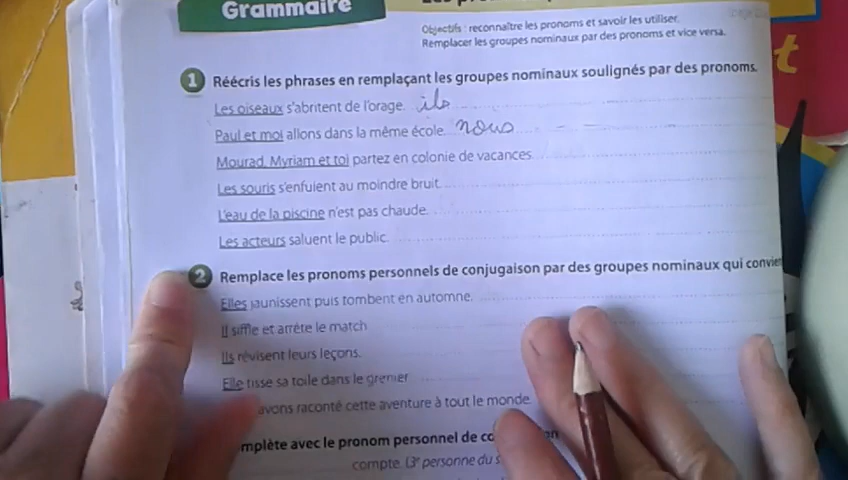 Grammaire
Objectifs : reconnaître les pronoms et savoir les utiliser.
Remplacer les groupes nominaux par des pronoms et vice versa.
1 Réécris les phrases en remplaçant les groupes nominaux soulignés par des pronoms.
Les oiseaux s'abritent de l'orage. ils
Paul et moi allons dans la même école. nous
Mourad, Myriam et toi partez en colonie de vacances.
Les souris s'enfuient au moindre bruit.
L'eau de la piscine n'est pas chaude.
Les acteurs saluent le public.
2 Remplace les pronoms personnels de conjugaison par des groupes nominaux qui
Elles jaunissent puis tombent en automne.
Il siffle et arrête le match
Ils révisent leurs leçons.
Elle tisse sa toile dans le grenier
avons raconté cette aventure à tout le monde.
avec le pronom personnel de
compte. (3e personne du